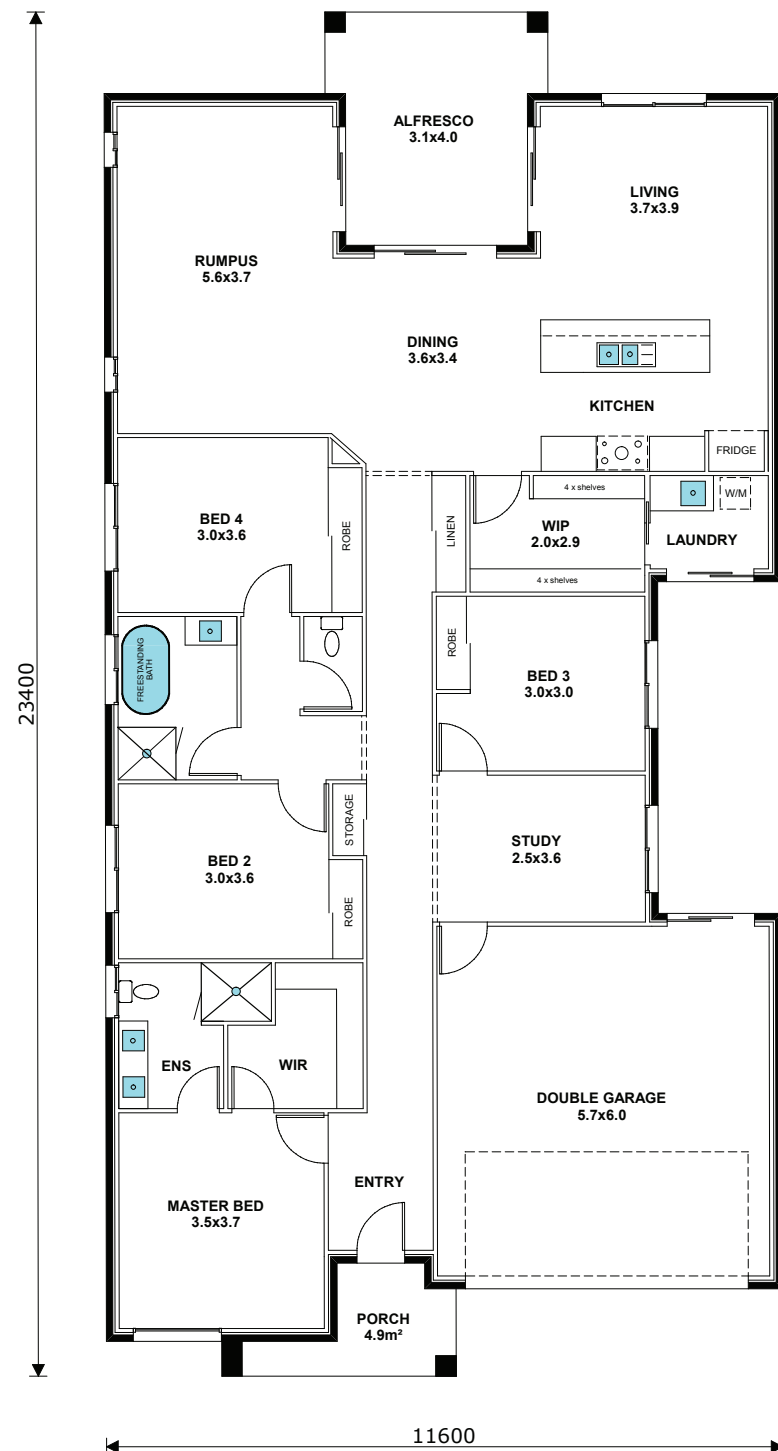 ALFRESCO
3.1x4.0
LIVING
3.7x3.9
RUMPUS
5.6x3.7
DINING
3.6x3.4
KITCHEN
FRIDGE
4 x shelves
W/M
BED 4
3.0x3.6
ROBE
LINEN
WIP
2.0x2.9
LAUNDRY
4 x shelves
FREESTANDING
BATH
ROBE
BED 3
3.0x3.0
23400
STORAGE
STUDY
2.5x3.6
BED 2
3.0x3.6
ROBE
ENS
WIR
DOUBLE GARAGE
5.7x6.0
ENTRY
MASTER BED
3.5x3.7
PORCH
4.9m²
11600